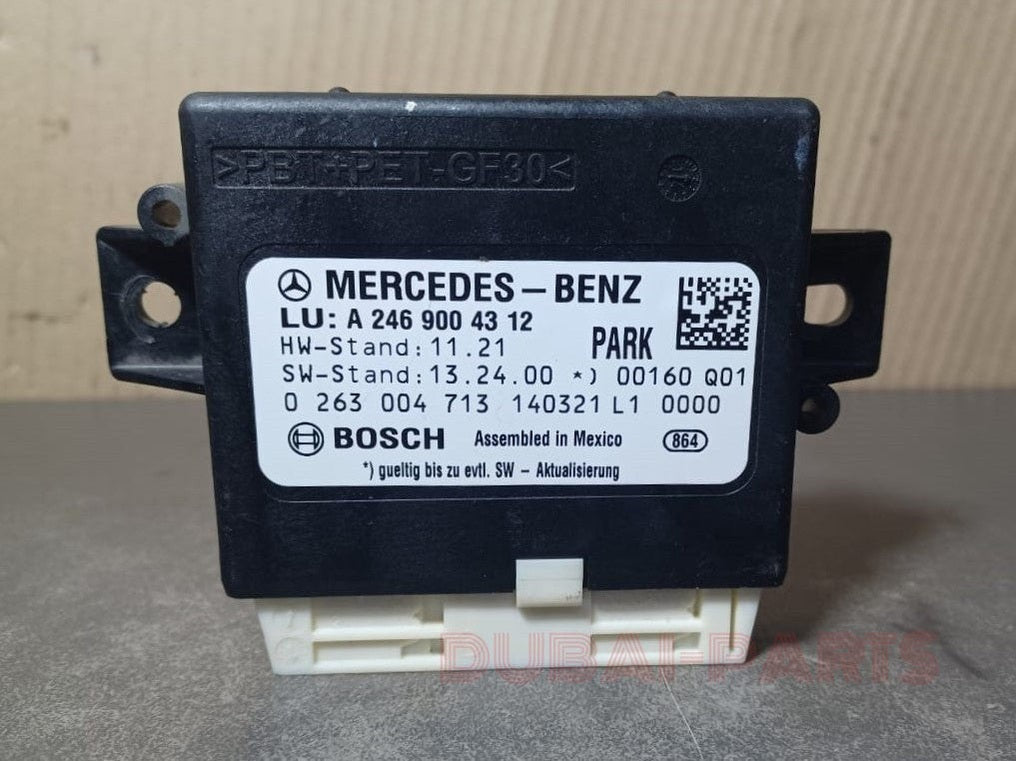 >PBT+PET-GF30<
MERCEDES-BENZ
LU: A 246 900 43 12
HW-Stand: 11.21 PARK
SW-Stand: 13.24.00 *) 00160 Q01
0 263 004 713 140321 L1 0000
BOSCH Assembled in Mexico 864
*) gueltig bis zu evtl. SW - Aktualisierung
DUBAI-PARTS